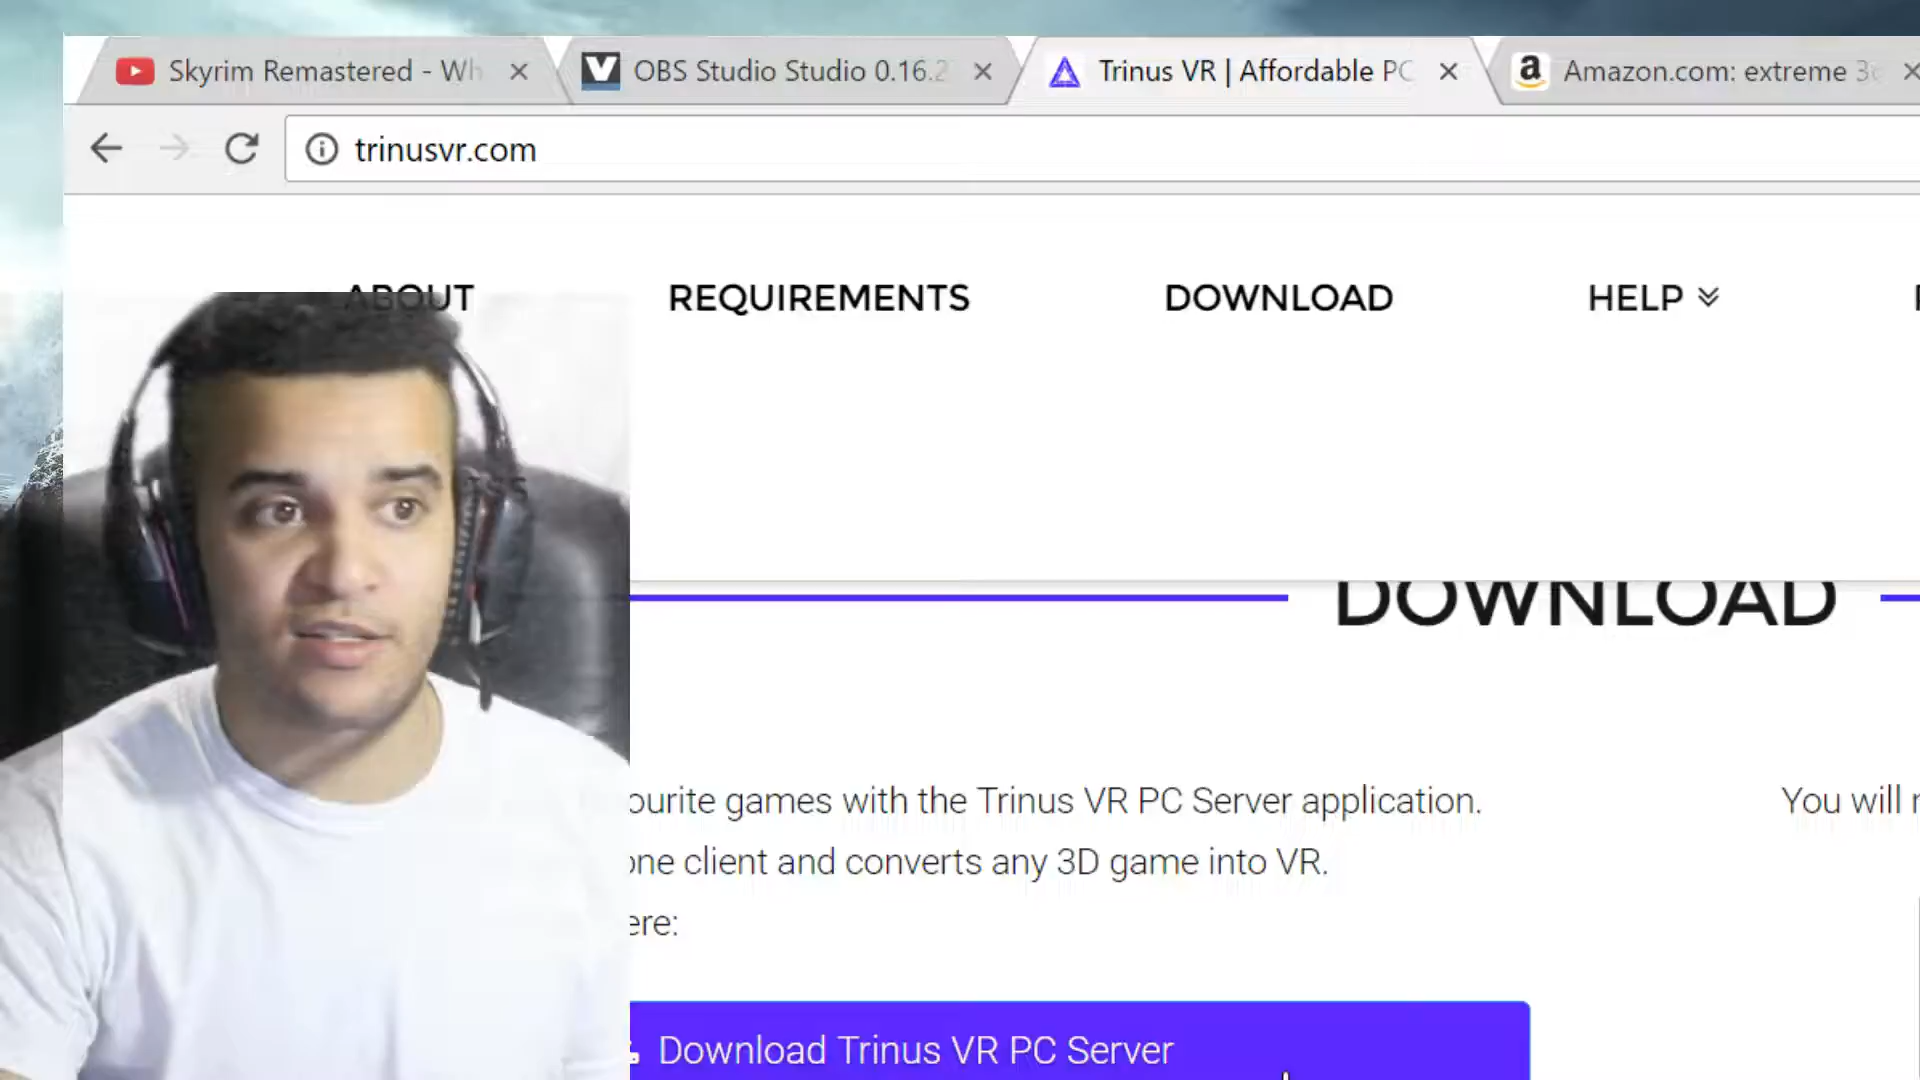 Skyrim Remastered - Wh
OBS Studio Studio 0.16.2
Trinus VR | Affordable PC
Amazon.com: extreme 3d
trinusvr.com
ABOUT
REQUIREMENTS
DOWNLOAD
HELP
DOWNLOAD
ourite games with the Trinus VR PC Server application.
one client and converts any 3D game into VR.
ere:
You will
Download Trinus VR PC Server